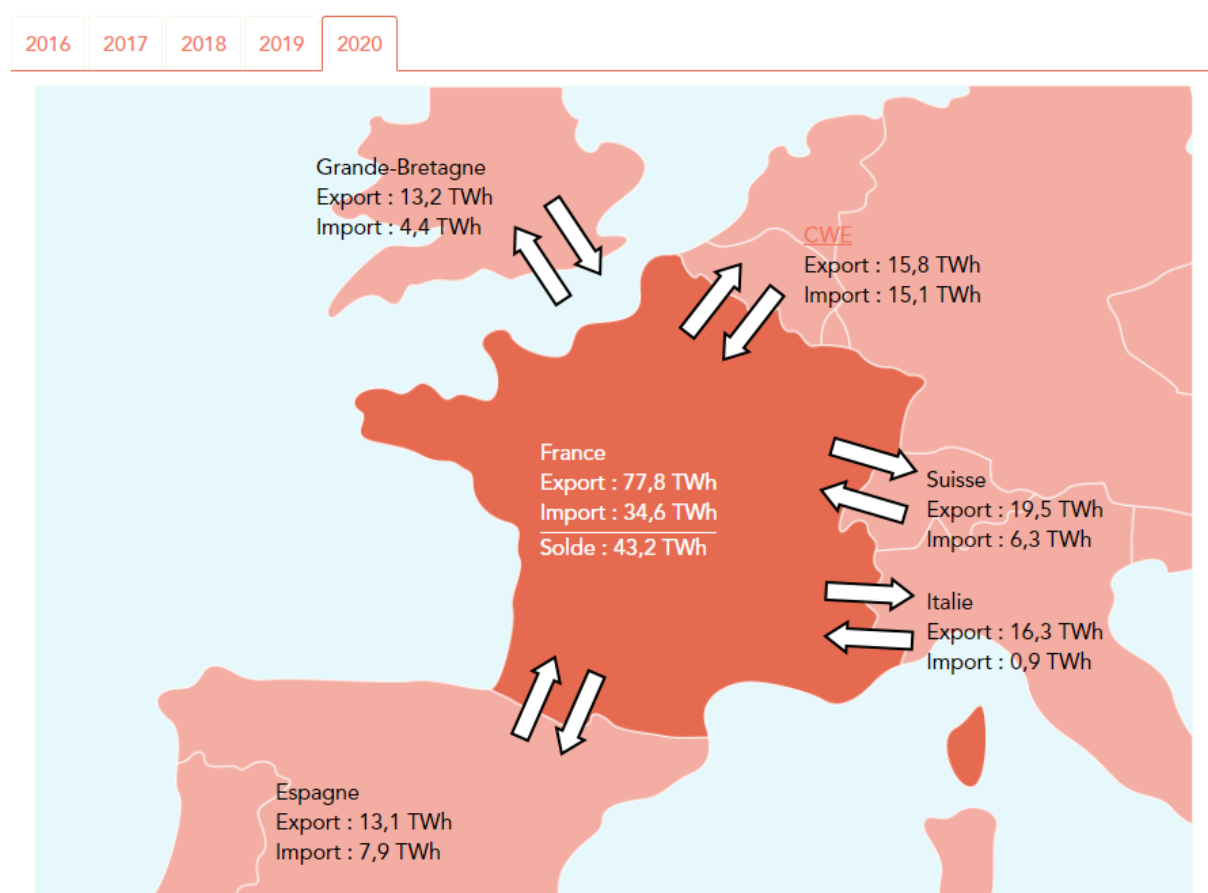 2016 2017 2018 2019 2020
Grande-Bretagne
Export : 13,2 TWh
Import : 4,4 TWh
CWE
Export : 15,8 TWh
Import : 15,1 TWh
France
Export : 77,8 TWh
Import : 34,6 TWh
Solde : 43,2 TWh
Suisse
Export : 19,5 TWh
Import : 6,3 TWh
Italie
Export : 16,3 TWh
Import : 0,9 TWh
Espagne
Export : 13,1 TWh
Import : 7,9 TWh